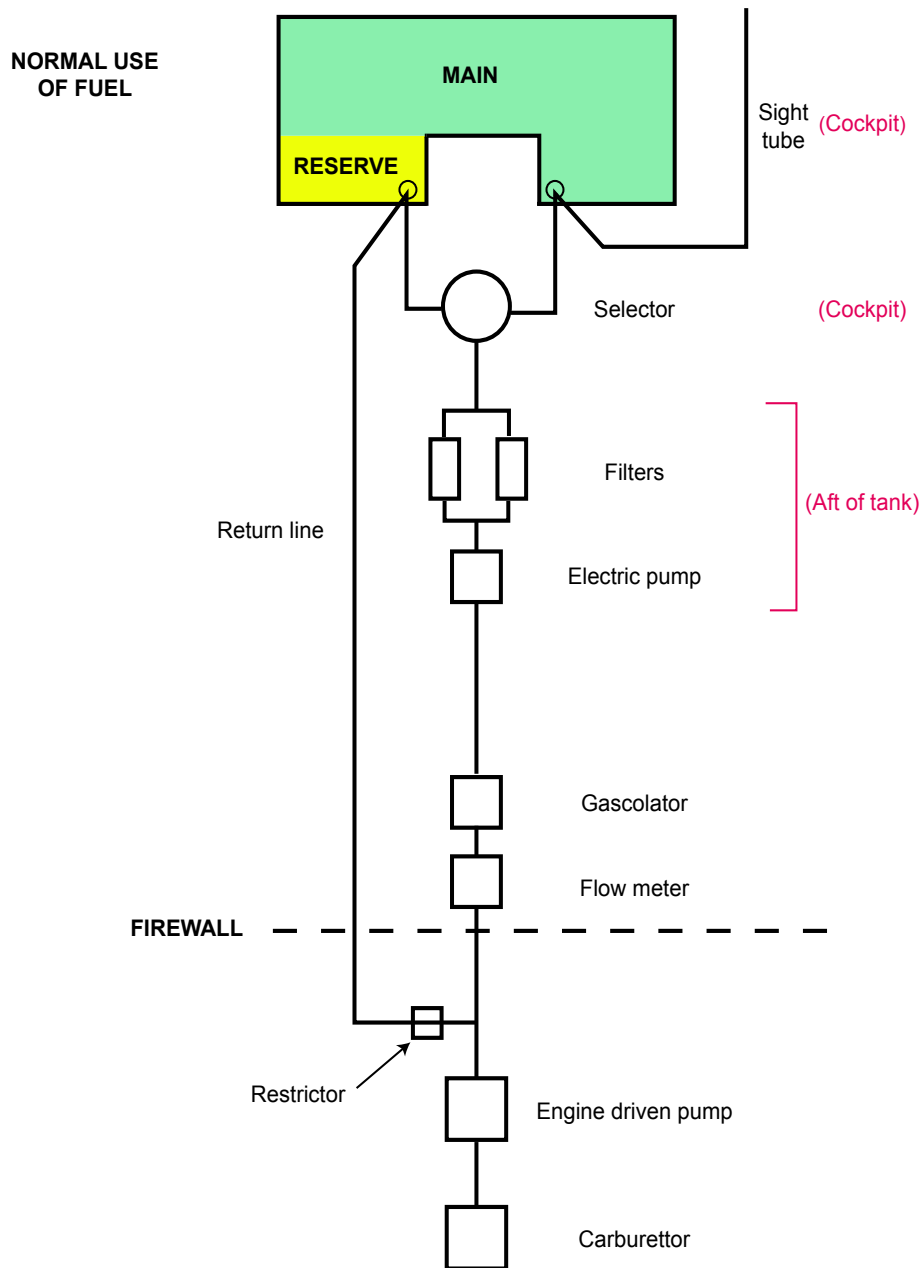 NORMAL USE
OF FUEL
MAIN
RESERVE
Sight
tube
(Cockpit)
Selector
(Cockpit)
Filters
(Aft of tank)
Return line
Electric pump
Gascolator
Flow meter
FIREWALL
Restrictor
Engine driven pump
Carburettor